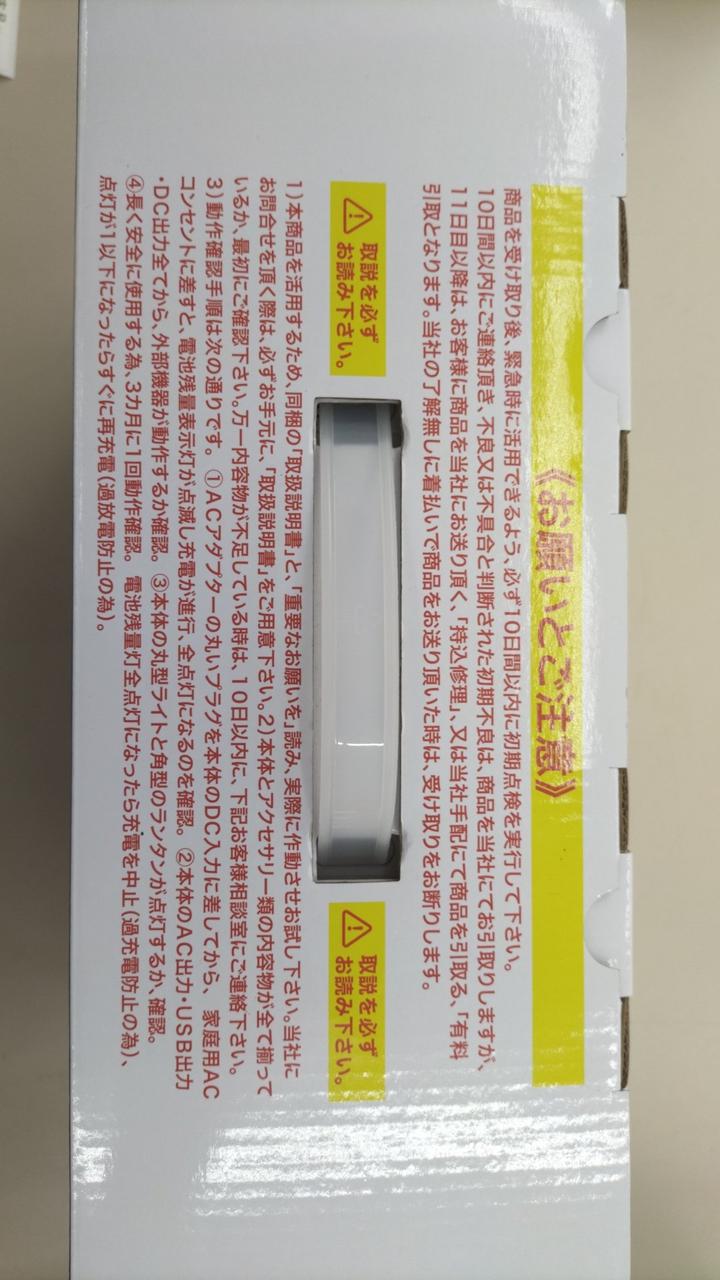 《お願いとご注意》
商品を受け取り後、緊急時に活用できるよう、必ず10日間以内に初期点検を実行して下さい。
10日間以内にご連絡頂き、不良又は不具合と判断された初期不良は、商品を当社にてお引取りしますが、
11日目以降は、お客様に商品を当社にお送り頂く、「持込修理」、又は当社手配にて商品を引取る、「有料
引取となります。当社の了解無しに着払いで商品をお送り頂いた時は、受け取りをお断りします。
取説を必ず
お読み下さい。
取説を必ず
お読み下さい。
1)本商品を活用するため、同梱の「取扱説明書」と、「重要なお願いを」読み、実際に作動させお試し下さい。当社に
お問合せを頂く際は、必ずお手元に、「取扱説明書」をご用意下さい。2)本体とアクセサリー類の内容物が全て揃って
いるか、最初にご確認下さい。万一内容物が不足している時は、10日以内に、下記お客様相談室にご連絡下さい。
3)動作確認手順は次の通りです。①ACアダプターの丸いプラグを本体のDC入力に差してから、家庭用AC
コンセントに差すと、電池残量表示灯が点滅し充電が進行、全点灯になるのを確認。②本体のAC出力・USB出力
・DC出力全てから、外部機器が動作するか確認。③本体の丸型ライトと角型のランタンが点灯するか、確認。
④長く安全に使用する為、3カ月に1回動作確認。電池残量灯全点灯になったら充電を中止(過充電防止の為)、
点灯が1以下になったらすぐに再充電(過放電防止の為)。